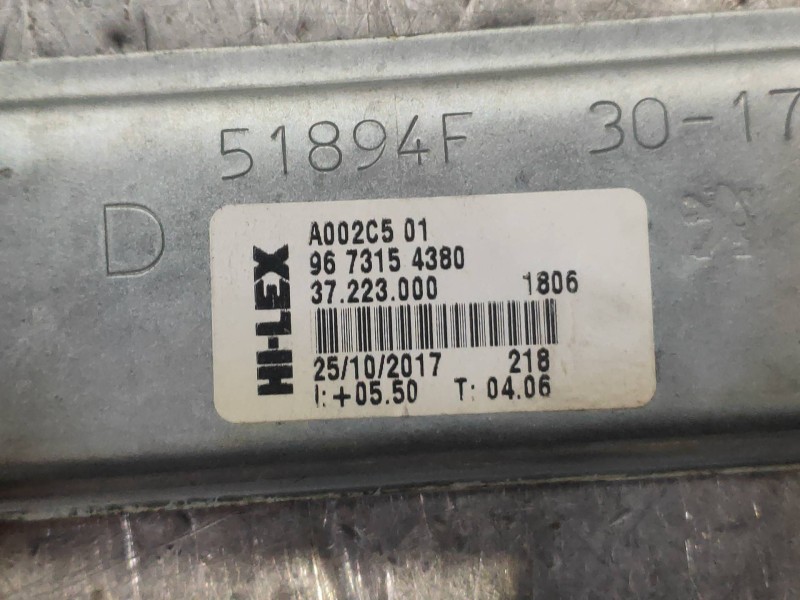 51894F 30-17
D
HI-LEX
A002C5 01
96 7315 4380
37.223.000 1806
25/10/2017 218
I: +05.50 T: 04.06